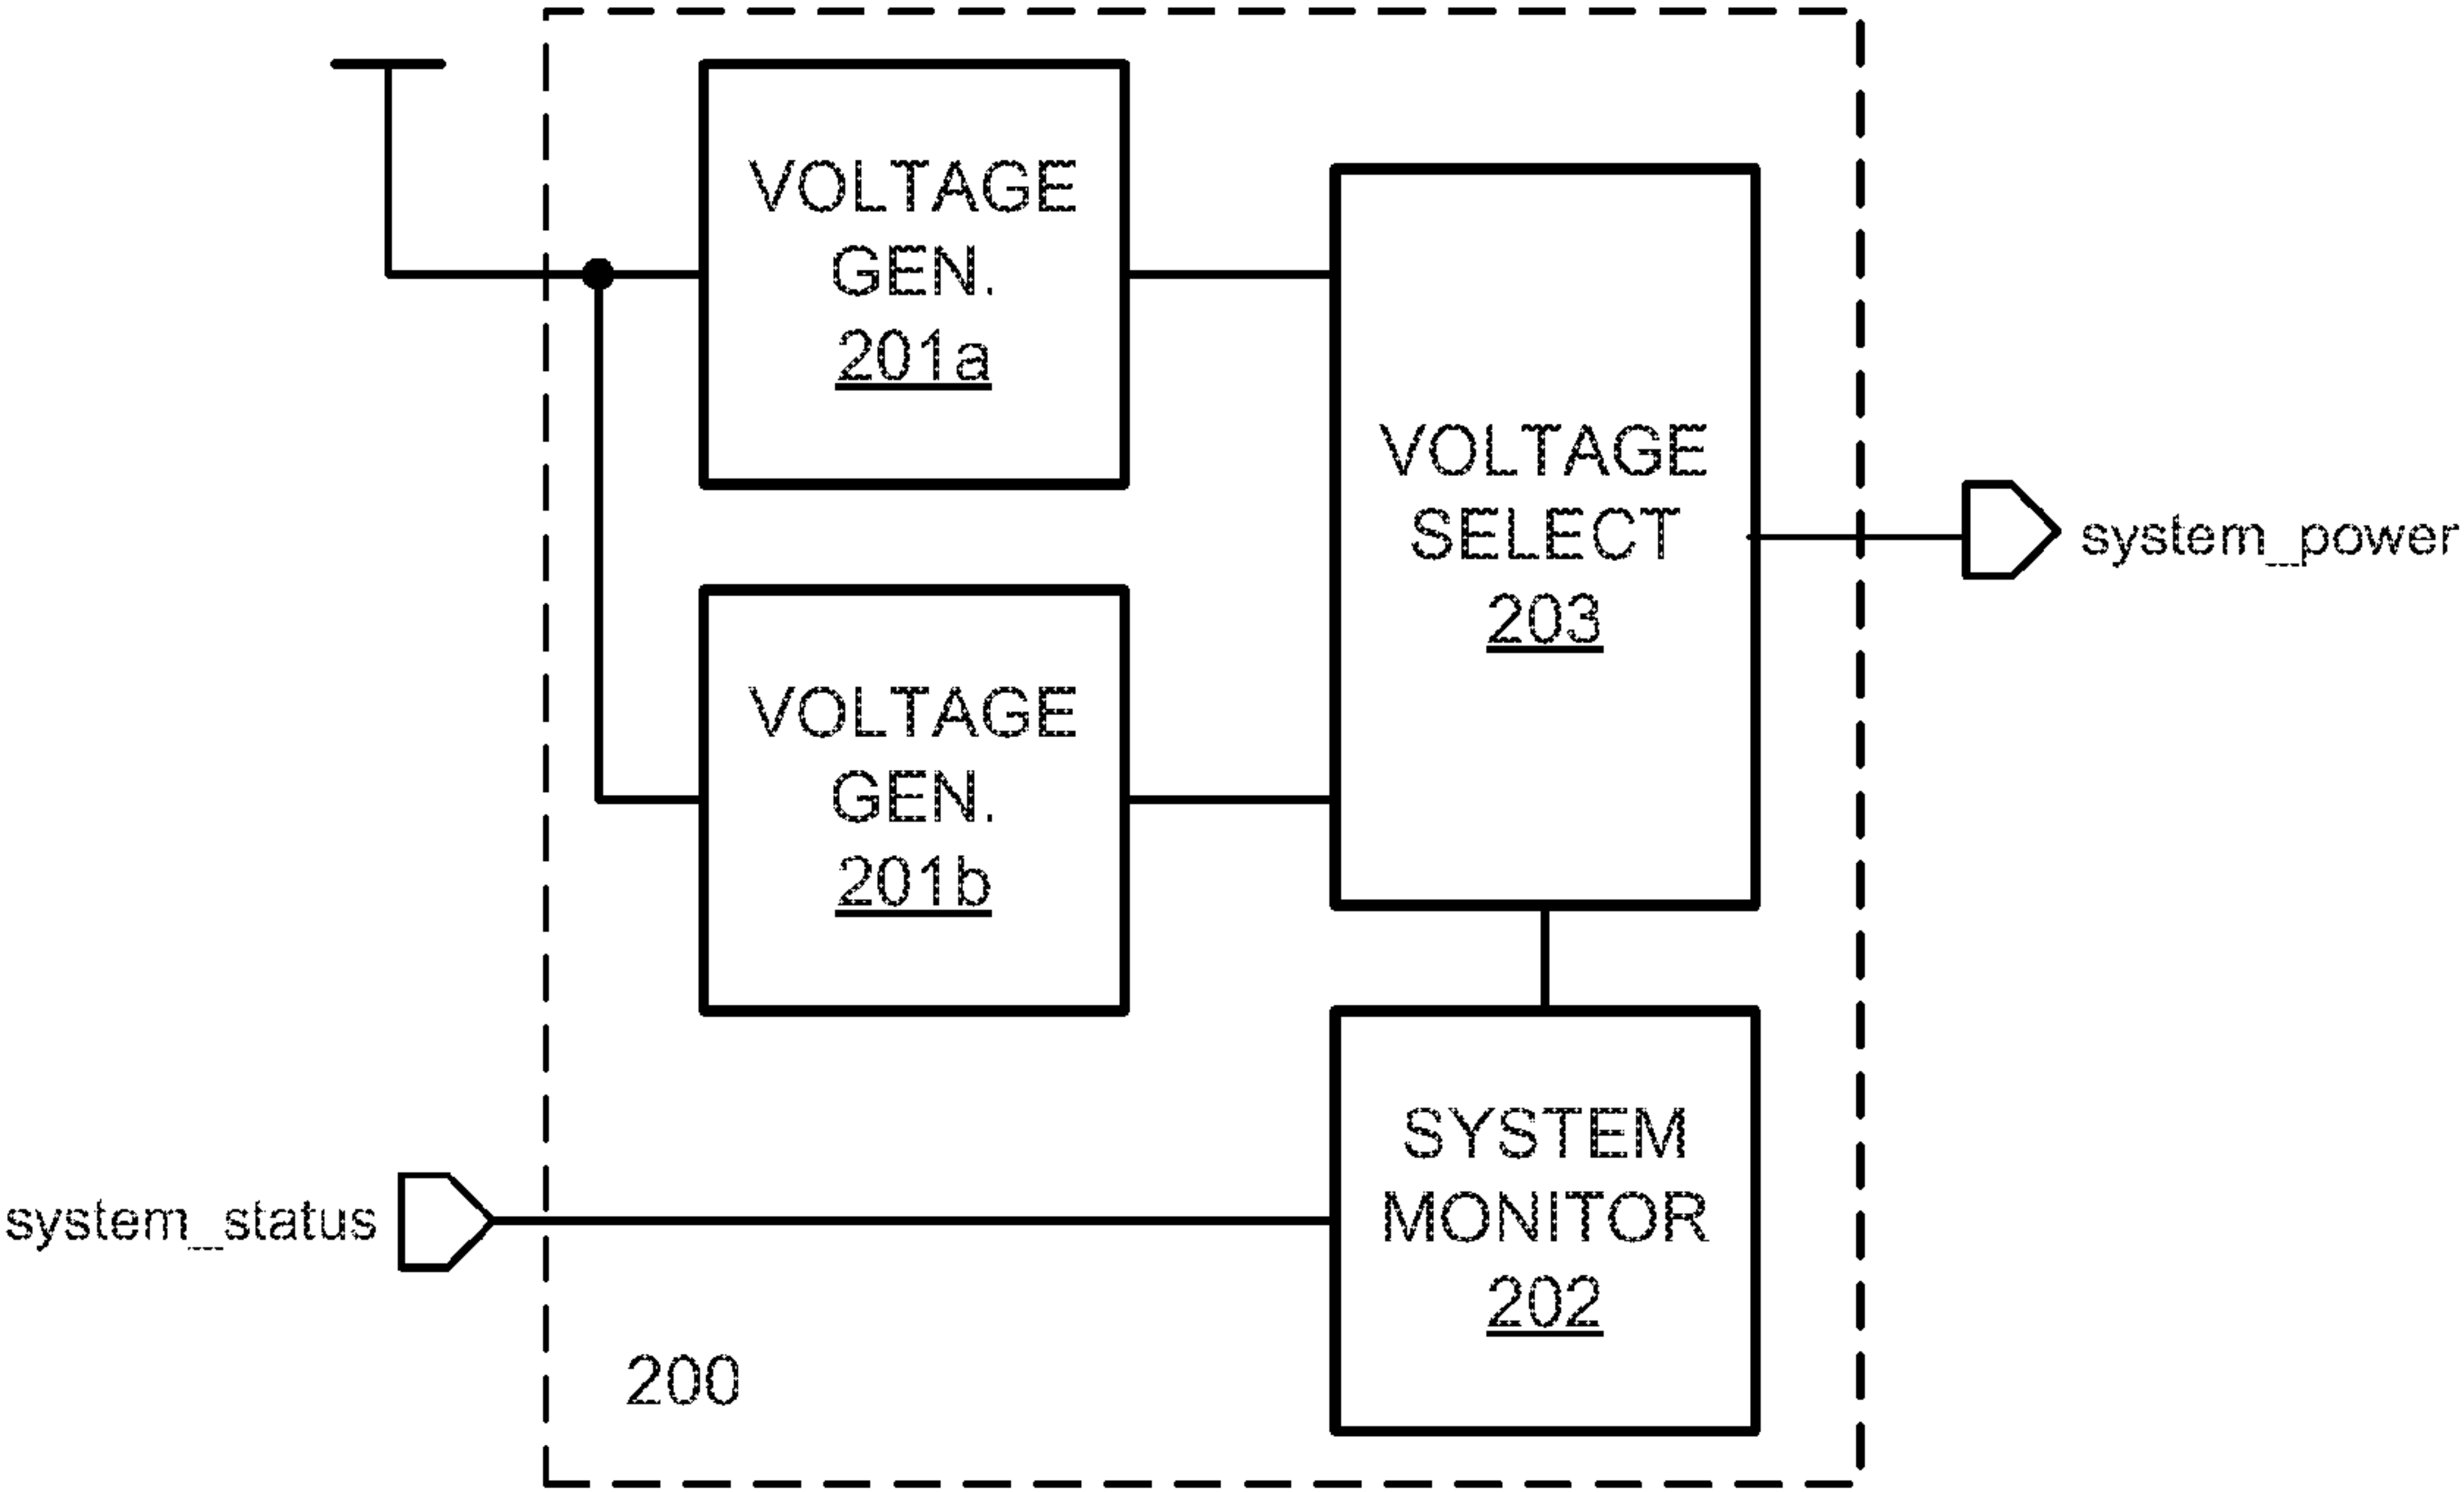 VOLTAGE
GEN.
201a
VOLTAGE
SELECT
203
system_power
VOLTAGE
GEN.
201b
SYSTEM
MONITOR
202
system_status
200